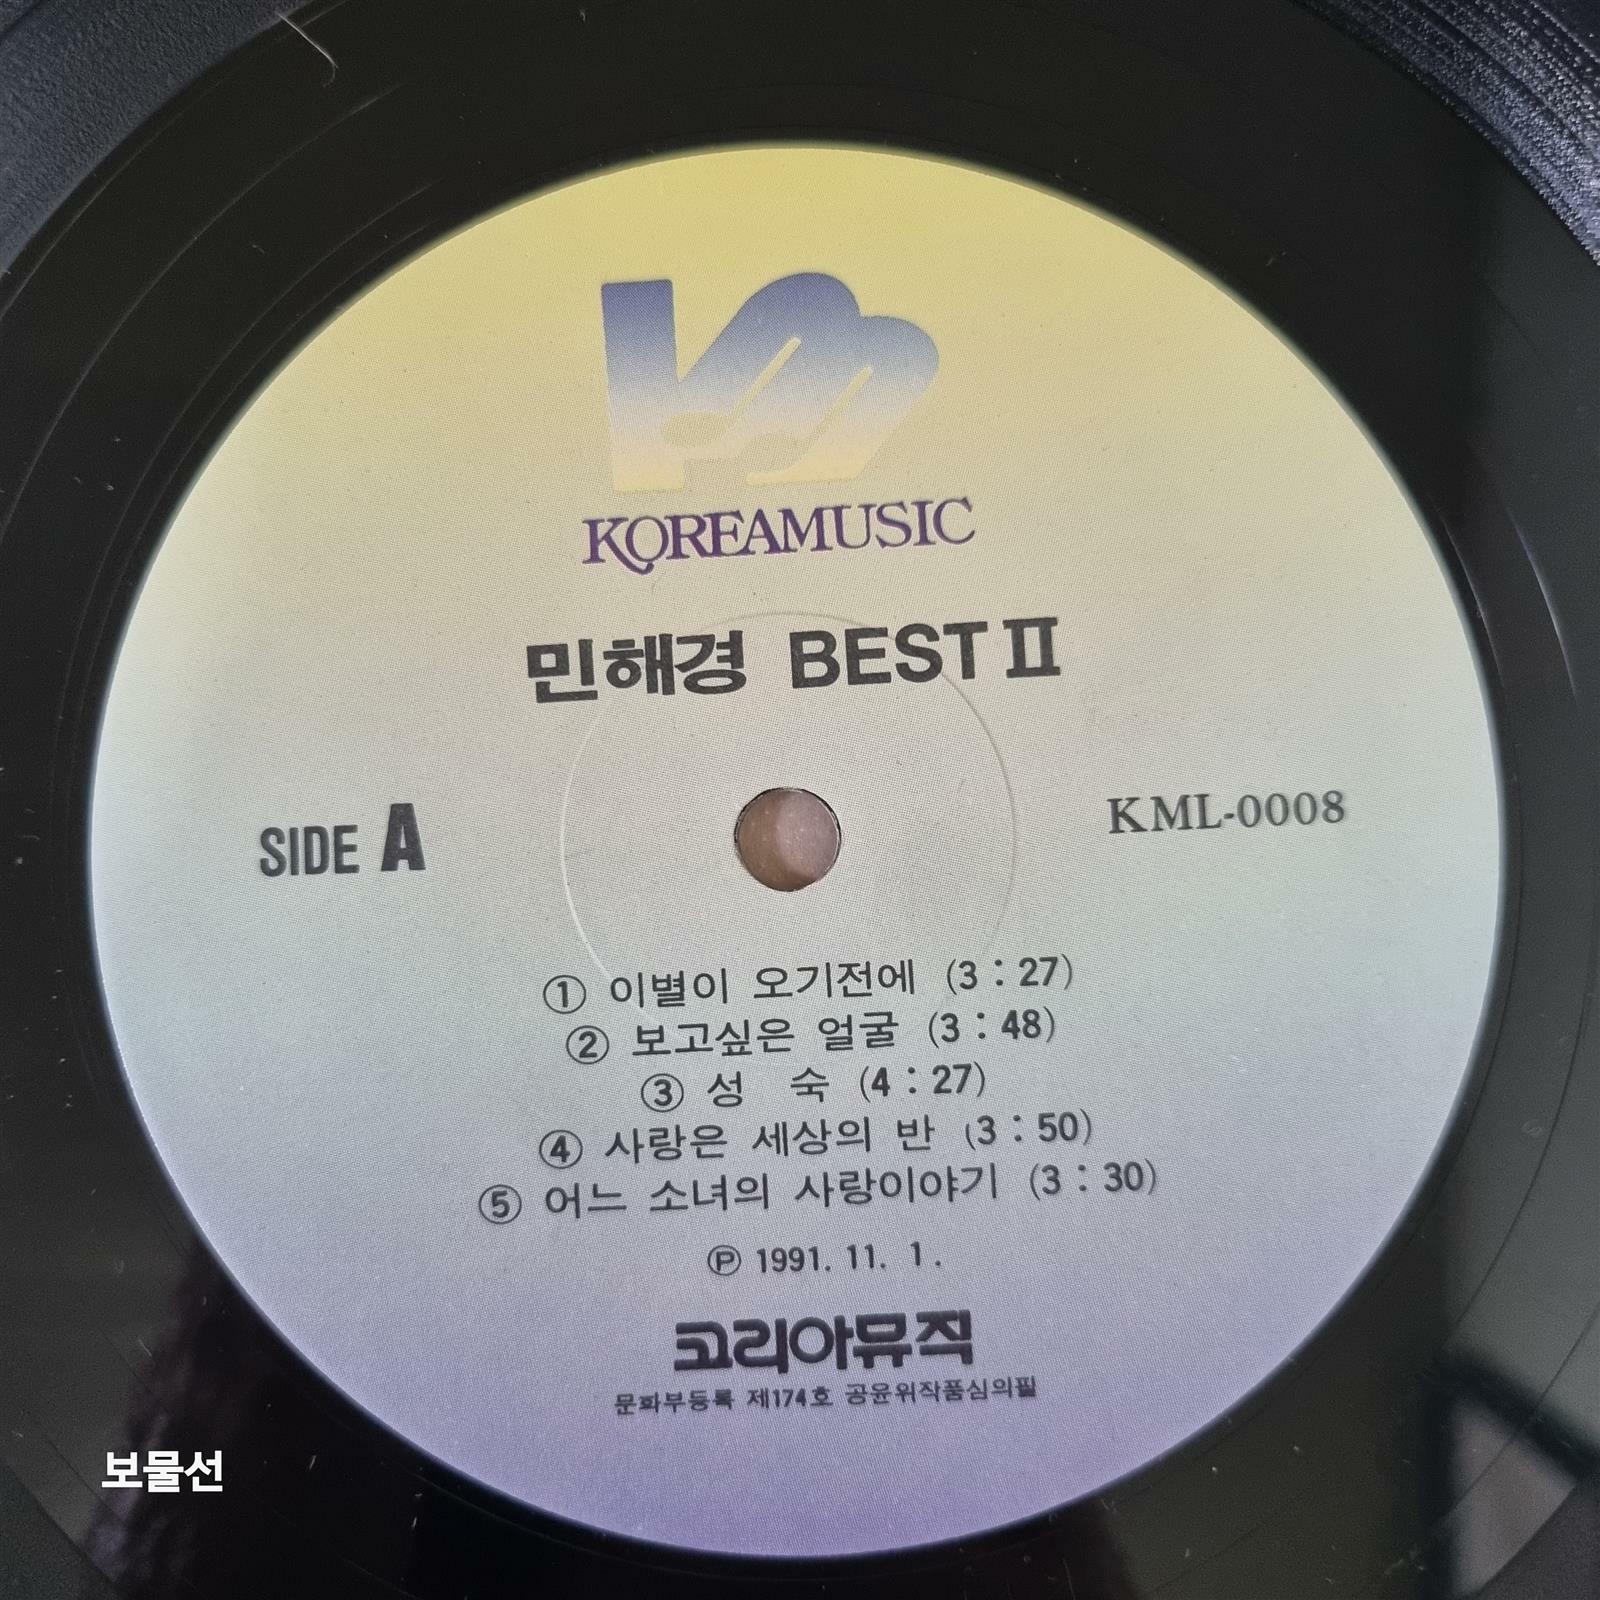 KOREAMUSIC
민해경 BEST Ⅱ
SIDE A
KML-0008
① 이별이 오기전에 (3 : 27)
② 보고싶은 얼굴 (3 : 48)
③ 성 숙 (4 : 27)
④ 사랑은 세상의 반 (3 : 50)
⑤ 어느 소녀의 사랑이야기 (3 : 30)
Ⓟ 1991. 11. 1.
코리아뮤직
문화부등록 제174호 공윤위작품심의필
보물선